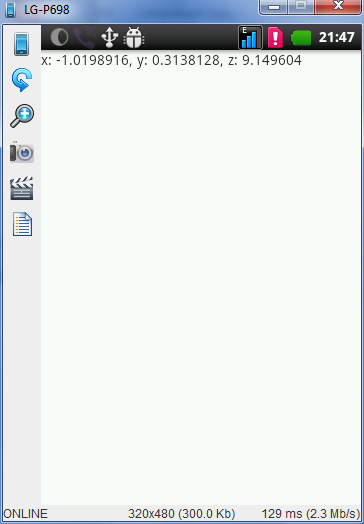 LG-P698
E
21:47
x: -1.0198916, y: 0.3138128, z: 9.149604
ONLINE 320x480 (300.0 Kb) 129 ms (2.3 Mb/s)